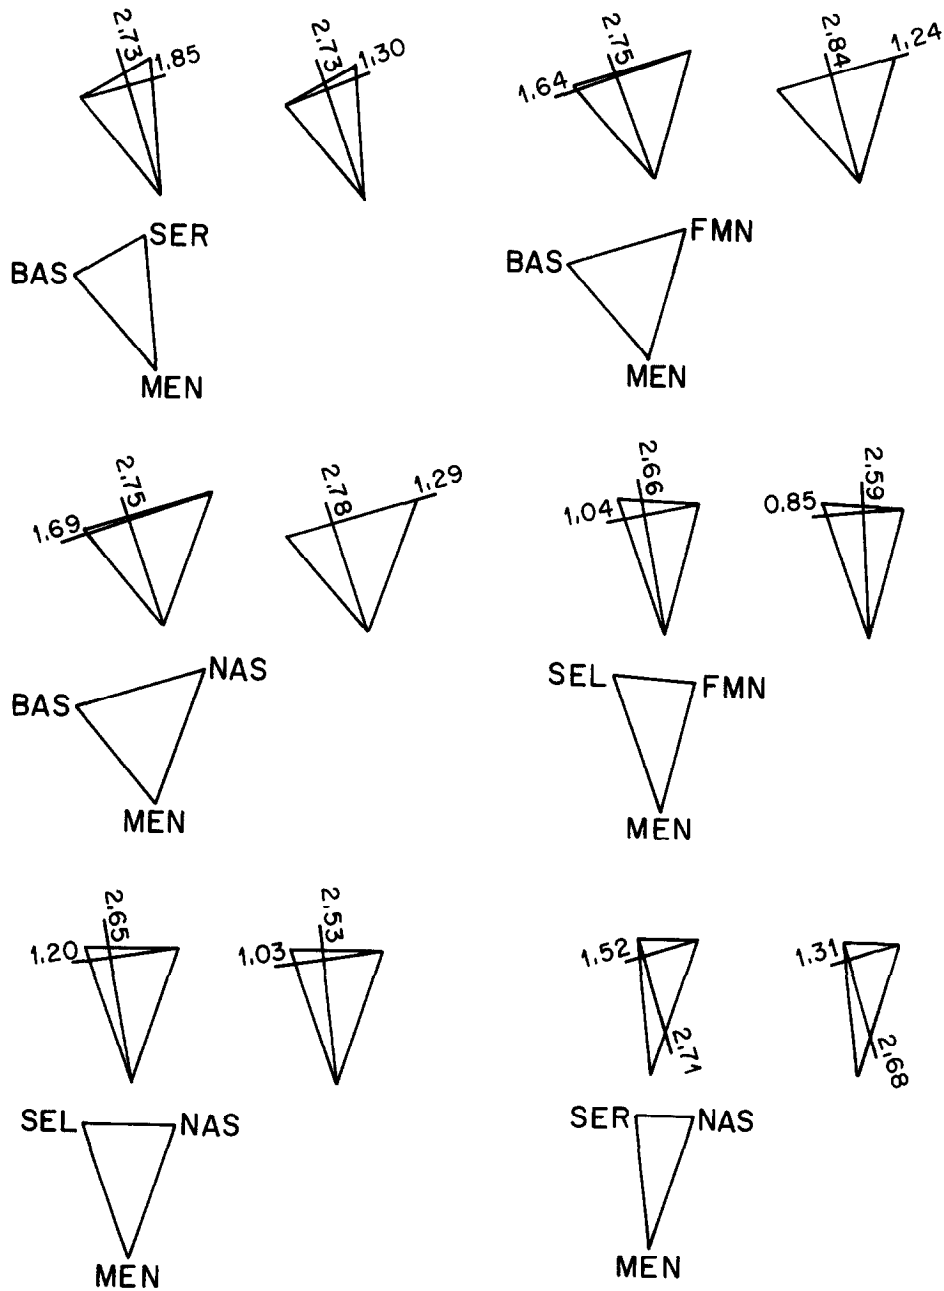 2.73
1.85
2.73
1.30
2.75
1.64
2.84
1.24
SER
BAS
MEN
FMN
BAS
MEN
2.75
1.69
2.78
1.29
2.66
1.04
2.59
0.85
NAS
BAS
MEN
SEL
FMN
MEN
2.65
1.20
2.53
1.03
1.52
2.71
1.31
2.68
SEL
NAS
MEN
SER
NAS
MEN